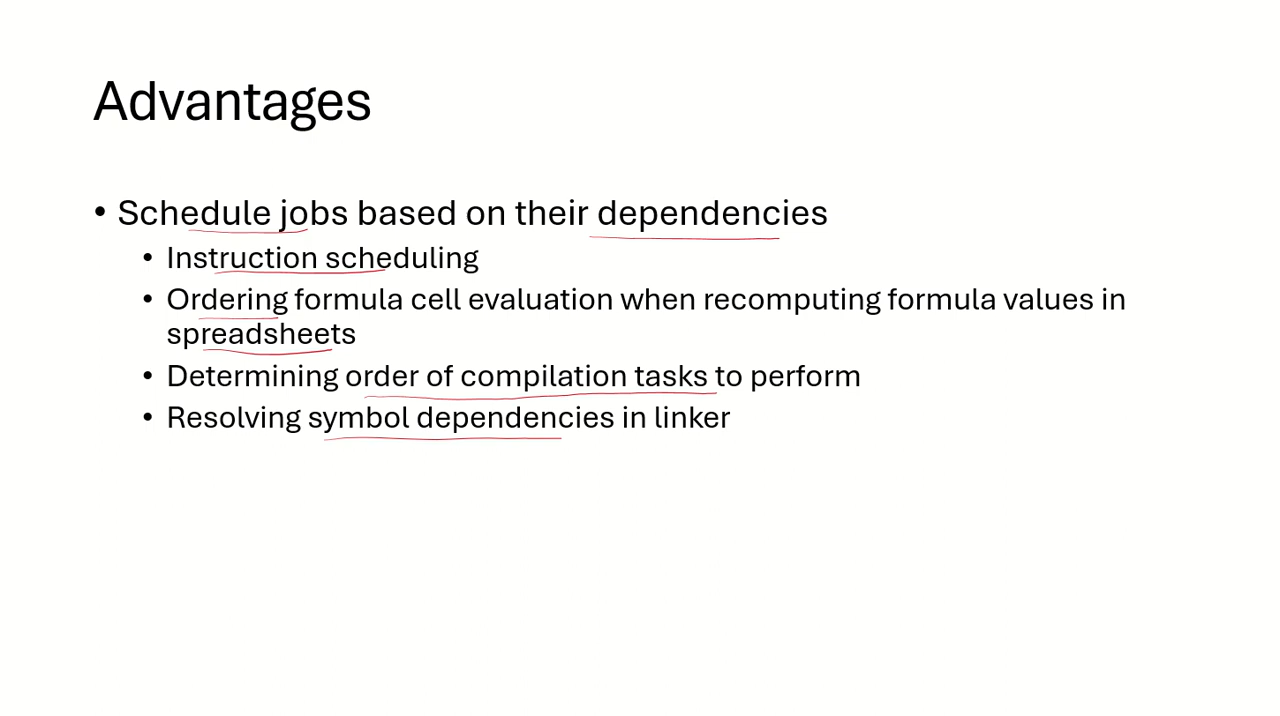 Advantages
• Schedule jobs based on their dependencies
• Instruction scheduling
• Ordering formula cell evaluation when recomputing formula values in
spreadsheets
• Determining order of compilation tasks to perform
• Resolving symbol dependencies in linker